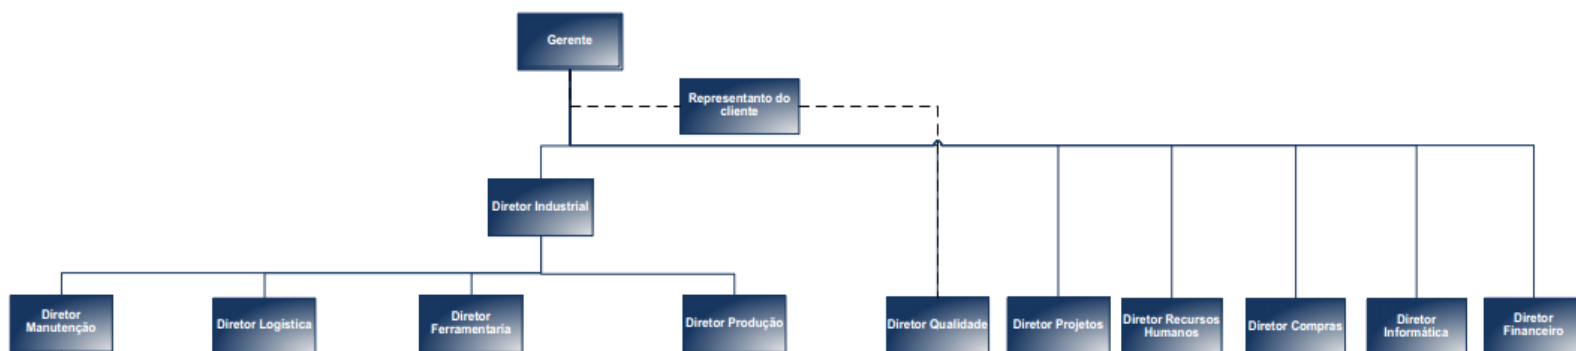 Gerente
Representanto do
cliente
Diretor Industrial
Diretor
Manutenção
Diretor Logística
Diretor
Ferramentaria
Diretor Produção
Diretor Qualidade
Diretor Projetos
Diretor Recursos
Humanos
Diretor Compras
Diretor
Informática
Diretor
Financeiro